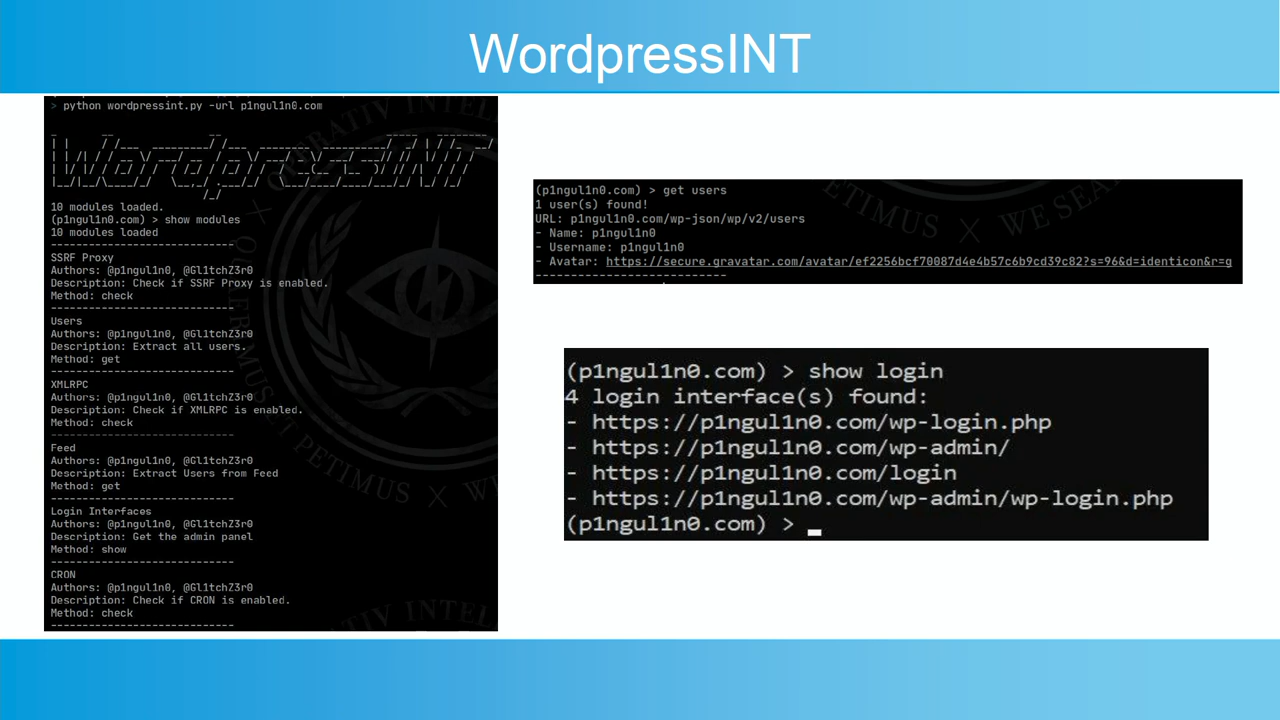 WordpressINT
> python wordpressint.py -url p1ngul1n0.com
WordpressINT
10 modules loaded.
(p1ngul1n0.com) > show modules
10 modules loaded
-----------------------------
SSRF Proxy
Authors: @p1ngul1n0, @Gl1tchZ3r0
Description: Check if SSRF Proxy is enabled.
Method: check
-----------------------------
Users
Authors: @p1ngul1n0, @Gl1tchZ3r0
Description: Extract all users.
Method: get
-----------------------------
XMLRPC
Authors: @p1ngul1n0, @Gl1tchZ3r0
Description: Check if XMLRPC is enabled.
Method: check
-----------------------------
Feed
Authors: @p1ngul1n0, @Gl1tchZ3r0
Description: Extract Users from Feed
Method: get
-----------------------------
Login Interfaces
Authors: @p1ngul1n0, @Gl1tchZ3r0
Description: Get the admin panel
Method: show
-----------------------------
CRON
Authors: @p1ngul1n0, @Gl1tchZ3r0
Description: Check if CRON is enabled.
Method: check
-----------------------------
(p1ngul1n0.com) > get users
1 user(s) found!
URL: p1ngul1n0.com/wp-json/wp/v2/users
- Name: p1ngul1n0
- Username: p1ngul1n0
- Avatar: https://secure.gravatar.com/avatar/ef2256bcf70087d4e4b57c6b9cd39c82?s=96&d=identicon&r=g
------------------------------
(p1ngul1n0.com) > show login
4 login interface(s) found:
- https://p1ngul1n0.com/wp-login.php
- https://p1ngul1n0.com/wp-admin/
- https://p1ngul1n0.com/login
- https://p1ngul1n0.com/wp-admin/wp-login.php
(p1ngul1n0.com) > _